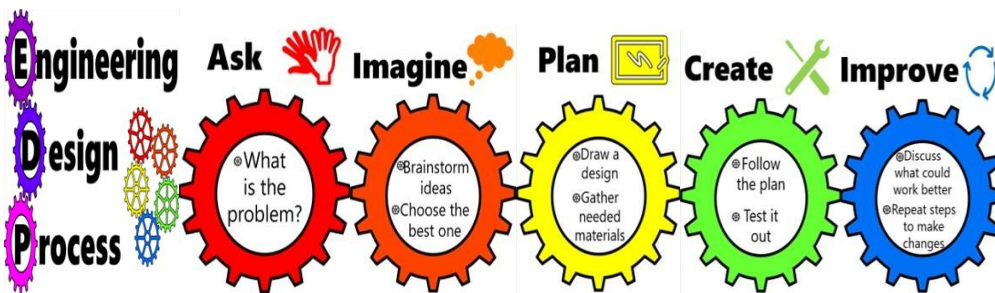 Engineering
Design
Process
Ask
⊛What
is the
problem?
Imagine
⊛Brainstorm
ideas
⊛Choose the
best one
Plan
⊛Draw a
design
⊛Gather
needed
materials
Create
⊛ Follow
the plan
⊛ Test it
out
Improve
⊛Discuss
what could
work better
⊛Repeat steps
to make
changes